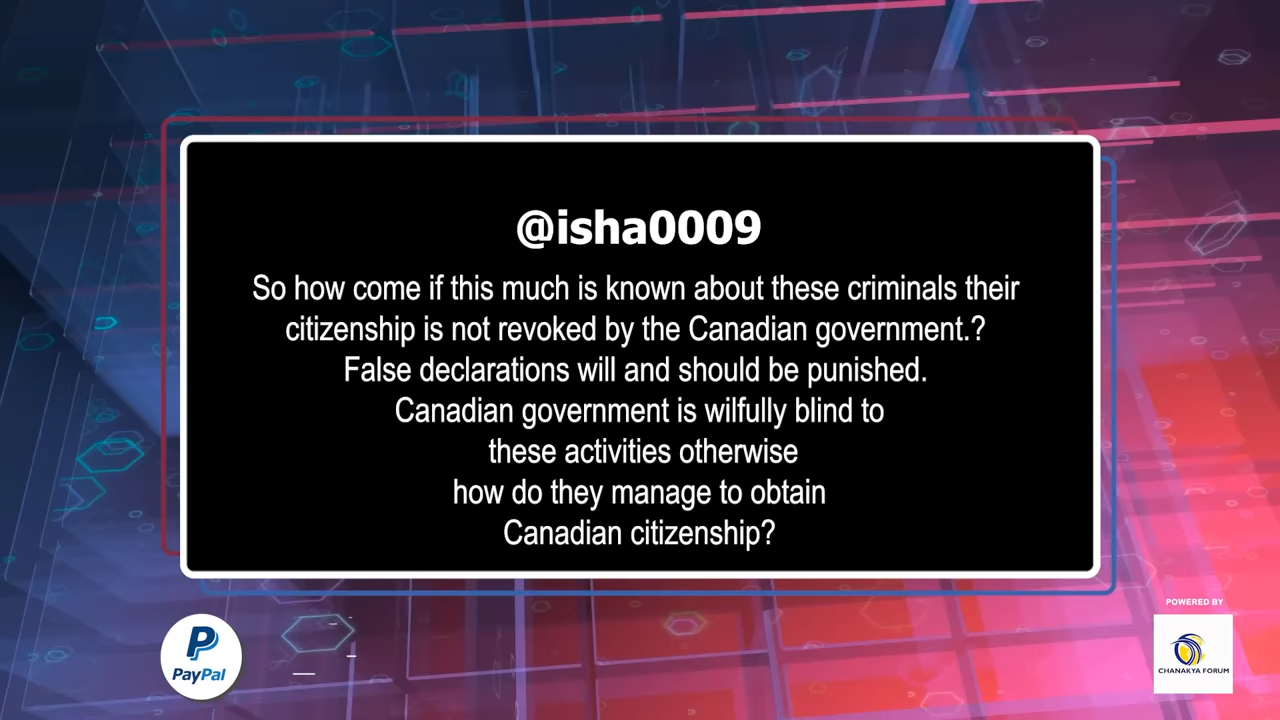 @isha0009
So how come if this much is known about these criminals their
citizenship is not revoked by the Canadian government.?
False declarations will and should be punished.
Canadian government is wilfully blind to
these activities otherwise
how do they manage to obtain
Canadian citizenship?
PayPal
POWERED BY
CHANAKYA FORUM